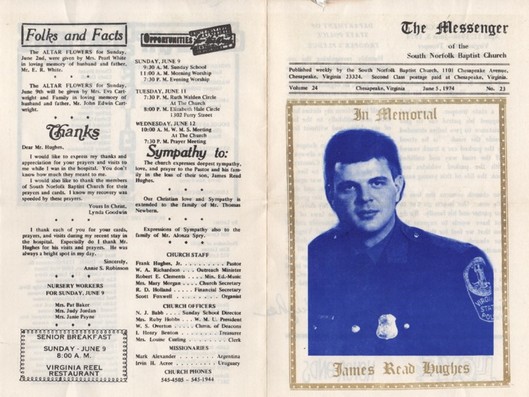 Folks and Facts
The ALTAR FLOWERS for Sunday,
June 2nd, were given by Mrs. Pearl White
in loving memory of husband and father,
Mr. E. R. White.
The ALTAR FLOWERS for Sunday,
June 9th will be given by Mrs. Iva Cart-
wright and Family in loving memory of
husband and father, Mr. John Edwin Cart-
wright.
Thanks
Dear Mr. Hughes,
I would like to express my thanks and
appreciation for your prayers and visits to
me while I was in the hospital. You don't
know how much they meant to me.
I would also like to thank the members
of South Norfolk Baptist Church for their
prayers and cards. I know my recovery was
speeded by these prayers.
Yours In Christ,
Lynda Goodwin
I thank each of you for your cards,
prayers, and visits during my recent stay in
the hospital. Especially do I thank Mr.
Hughes for his visits and prayers. He was
always a bright spot in my day.
Sincerely,
Annie S. Robinson
NURSERY WORKERS
FOR SUNDAY, JUNE 9
Mrs. Pat Baker
Mrs. Judy Jordan
Mrs. Janie Payne
SENIOR BREAKFAST
SUNDAY - JUNE 9
8:00 A. M.
VIRGINIA REEL
RESTAURANT
OPPORTUNITIES
SUNDAY, JUNE 9
9:30 A. M. Sunday School
11:00 A. M. Morning Worship
7:30 P. M. Evening Worship
TUESDAY, JUNE 11
7:30 P. M. Ruth Walden Circle
At The Church
8:00 P. M. Elizabeth Hale Circle
1102 Perry Street
WEDNESDAY, JUNE 12
10:00 A. M. W. M. S. Meeting
At The Church
7:30 P. M. Prayer Meeting
Sympathy to:
The church expresses deepest sympathy,
love, and prayer to the Pastor and his fam-
ily in the loss of their son, James Read
Hughes.
Our Christian love and Sympathy is
extended to the family of Mr. Thomas
Newbern.
Expressions of Sympathy also to the
family of Mr. Alonzo Spry.
CHURCH STAFF
Frank Hughes, Jr. . . . . . . Pastor
W. A. Richardson . . . Outreach Minister
Robert E. Clements . . . Min. Ed.-Music
Mrs. Mary Morgan . . . Church Secretary
R. D. Holland . . . . Financial Secretary
Scott Foxwell . . . . . . . Organist
CHURCH OFFICERS
N. J. Babb . . . Sunday School Director
Mrs. Ruby Hobbs . . W. M. U. President
W. S. Overton . . . Chmn. of Deacons
I. Henry Benton . . . . . Treasurer
Mrs. Louise Cooling . . . . . Clerk
MISSIONARIES
Mark Alexander . . . . . Argentina
Irvin H. Acree . . . . . . Uruguay
CHURCH PHONES
545-4505 – 545-1944
The Messenger
of the
South Norfolk Baptist Church
Published weekly by the South Norfolk Baptist Church, 1101 Chesapeake Avenue,
Chesapeake, Virginia 23324. Second Class postage paid at Chesapeake, Virginia.
Volume 24 Chesapeake, Virginia June 5, 1974 No. 23
In Memorial
James Read Hughes